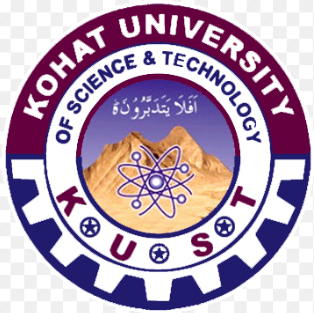 KOHAT UNIVERSITY
OF SCIENCE & TECHNOLOGY
اَفَلَا يَتَدَبَّرُونَ
K U S T